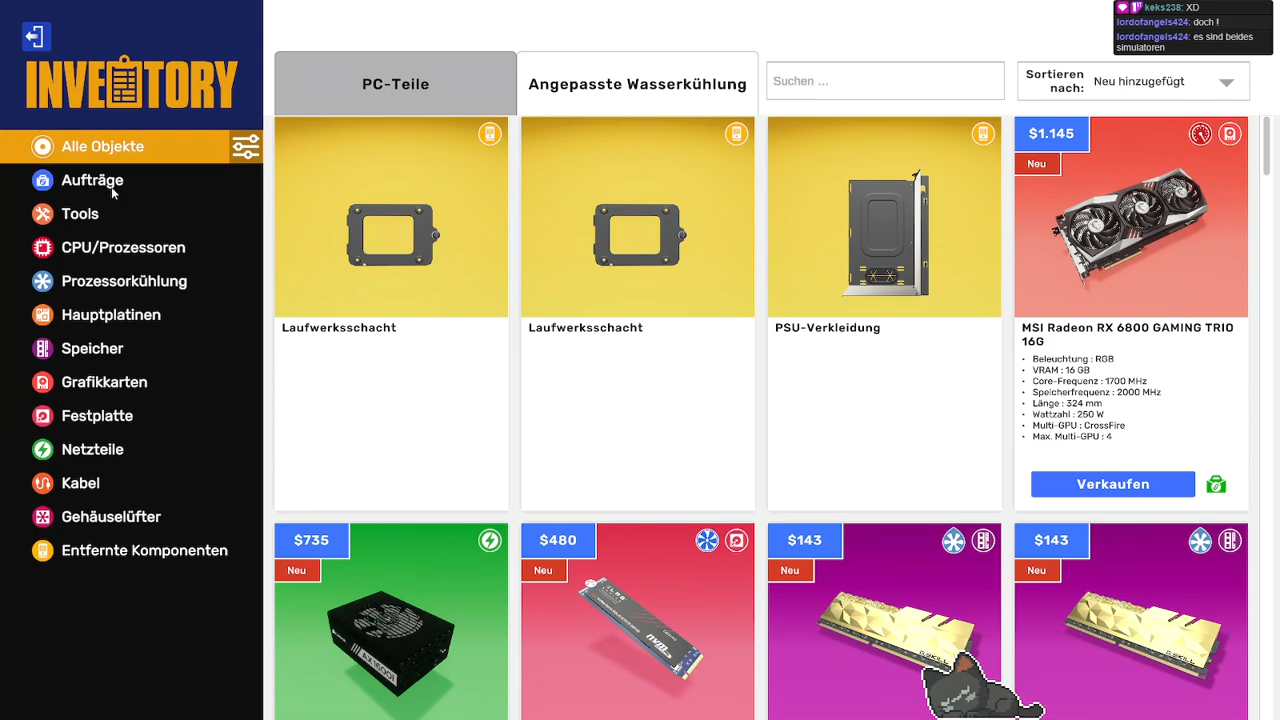 keks238: XD
lordofangels424: doch !
lordofangels424: es sind beides
simulatoren
INVENTORY
PC-Teile
Angepasste Wasserkühlung
Suchen ...
Sortieren
nach:
Neu hinzugefügt
Alle Objekte
Aufträge
Tools
CPU/Prozessoren
Prozessorkühlung
Hauptplatinen
Speicher
Grafikkarten
Festplatte
Netzteile
Kabel
Gehäuselüfter
Entfernte Komponenten
Laufwerksschacht
Laufwerksschacht
PSU-Verkleidung
$1.145
Neu
MSI Radeon RX 6800 GAMING TRIO
16G
• Beleuchtung : RGB
• VRAM : 16 GB
• Core-Frequenz : 1700 MHz
• Speicherfrequenz : 2000 MHz
• Länge : 324 mm
• Wattzahl : 250 W
• Multi-GPU : CrossFire
• Max. Multi-GPU : 4
Verkaufen
$735
Neu
AX1600i
$480
Neu
nvme
$143
Neu
G.SKILL
$143
Neu
G.SKILL